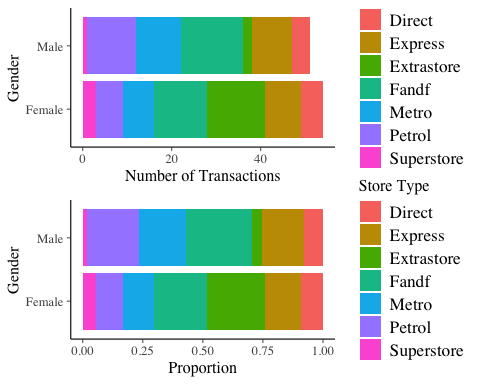 Gender
Male
Female
0
20
40
Number of Transactions
Direct
Express
Extrastore
Fandf
Metro
Petrol
Superstore
Store Type
Gender
Male
Female
0.00
0.25
0.50
0.75
1.00
Proportion
Direct
Express
Extrastore
Fandf
Metro
Petrol
Superstore